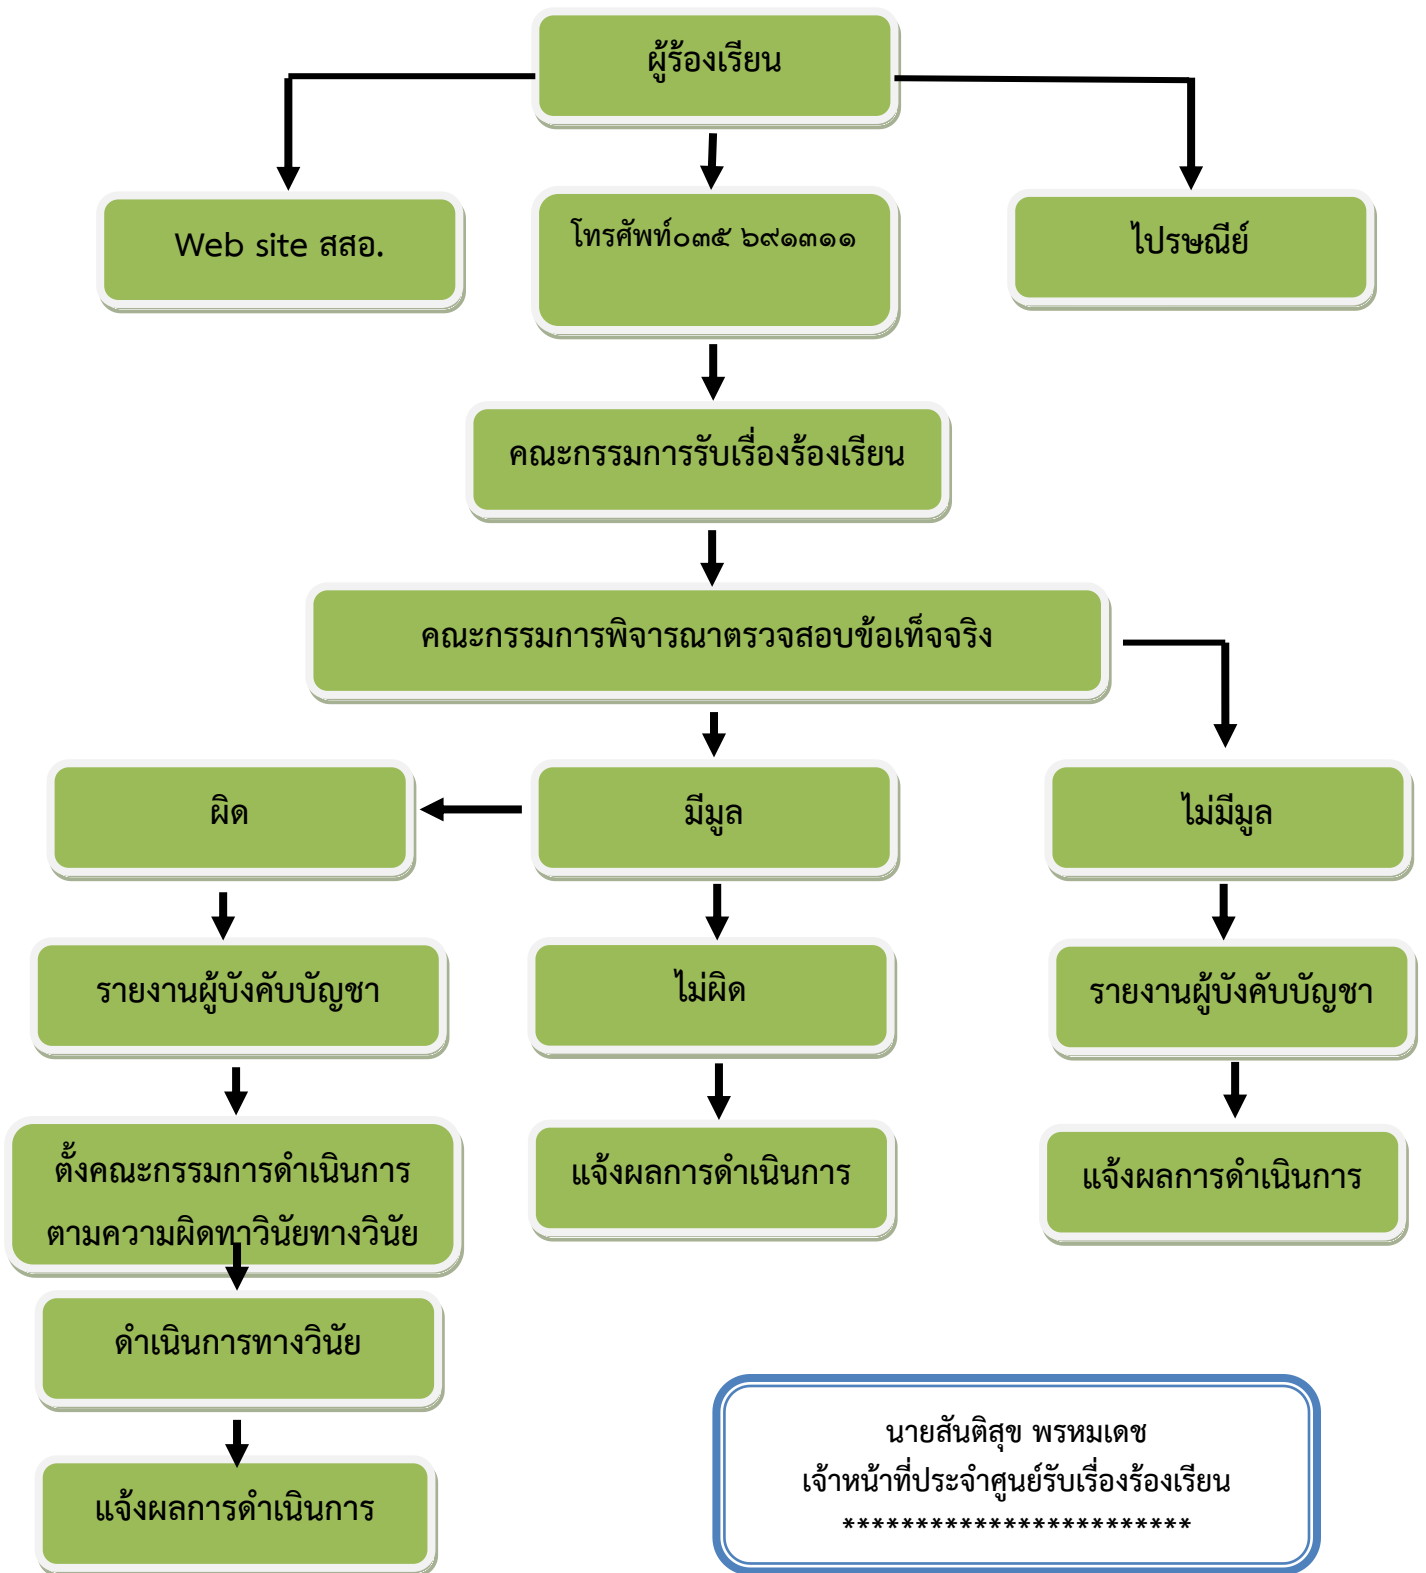 ผู้ร้องเรียน
Web site สสอ.
โทรศัพท์๐๓๕ ๖๙๑๓๑๑
ไปรษณีย์
คณะกรรมการรับเรื่องร้องเรียน
คณะกรรมการพิจารณาตรวจสอบข้อเท็จจริง
ผิด
มีมูล
ไม่มีมูล
รายงานผู้บังคับบัญชา
ไม่ผิด
รายงานผู้บังคับบัญชา
ตั้งคณะกรรมการดำเนินการ
ตามความผิดทาวินัยทางวินัย
แจ้งผลการดำเนินการ
แจ้งผลการดำเนินการ
ดำเนินการทางวินัย
แจ้งผลการดำเนินการ
นายสันติสุข พรหมเดช
เจ้าหน้าที่ประจำศูนย์รับเรื่องร้องเรียน
************************